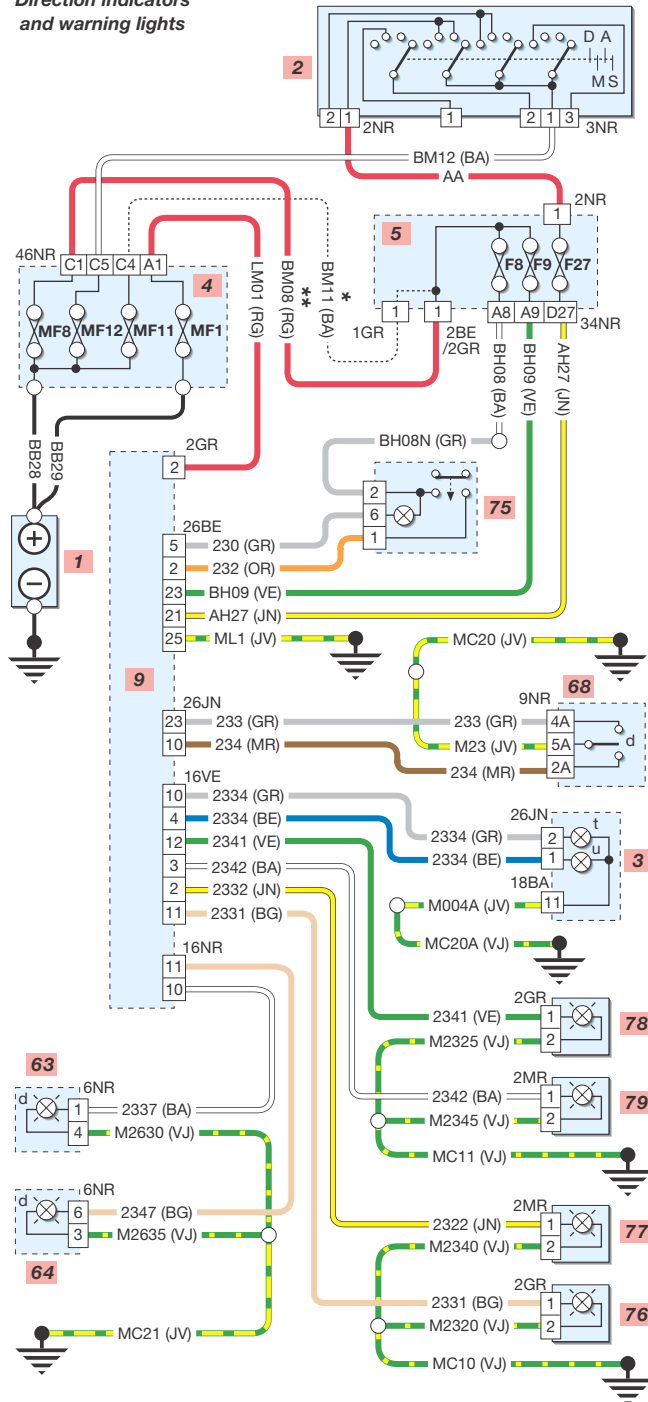 Direction indicators
and warning lights
2
D A
M S
2 1
2NR
1
2 1 3
3NR
BM12 (BA)
AA
2NR
1
5
F8
F9
F27
46NR
C1 C5 C4 A1
4
MF8
MF12
MF11
MF1
LM01 (RG)
BM08 (RG)
**
BM11 (BA)
*
1
1GR
1
2BE
/2GR
A8 A9 D27
34NR
BH08 (BA)
BH09 (VE)
AH27 (JN)
BB28
BB29
+
−
1
2GR
2
BH08N (GR)
2
6
1
75
26BE
5 230 (GR)
2 232 (OR)
23 BH09 (VE)
21 AH27 (JN)
25 ML1 (JV)
9
MC20 (JV)
68
9NR
26JN
23 233 (GR) 233 (GR) 4A
M23 (JV) 5A
10 234 (MR) 234 (MR) 2A
d
16VE
10 2334 (GR)
4 2334 (BE)
12 2341 (VE)
3 2342 (BA)
2 2332 (JN)
11 2331 (BG)
26JN
2334 (GR) 2
2334 (BE) 1
t
u
3
18BA
M004A (JV) 11
MC20A (VJ)
16NR
11
10
2GR
2341 (VE) 1
M2325 (VJ) 2
78
2MR
2342 (BA) 1
M2345 (VJ) 2
79
MC11 (VJ)
63
6NR
d
1 2337 (BA)
4 M2630 (VJ)
6NR
d
6 2347 (BG)
3 M2635 (VJ)
64
MC21 (JV)
2MR
2322 (JN) 1
M2340 (VJ) 2
77
2GR
2331 (BG) 1
M2320 (VJ) 2
76
MC10 (VJ)